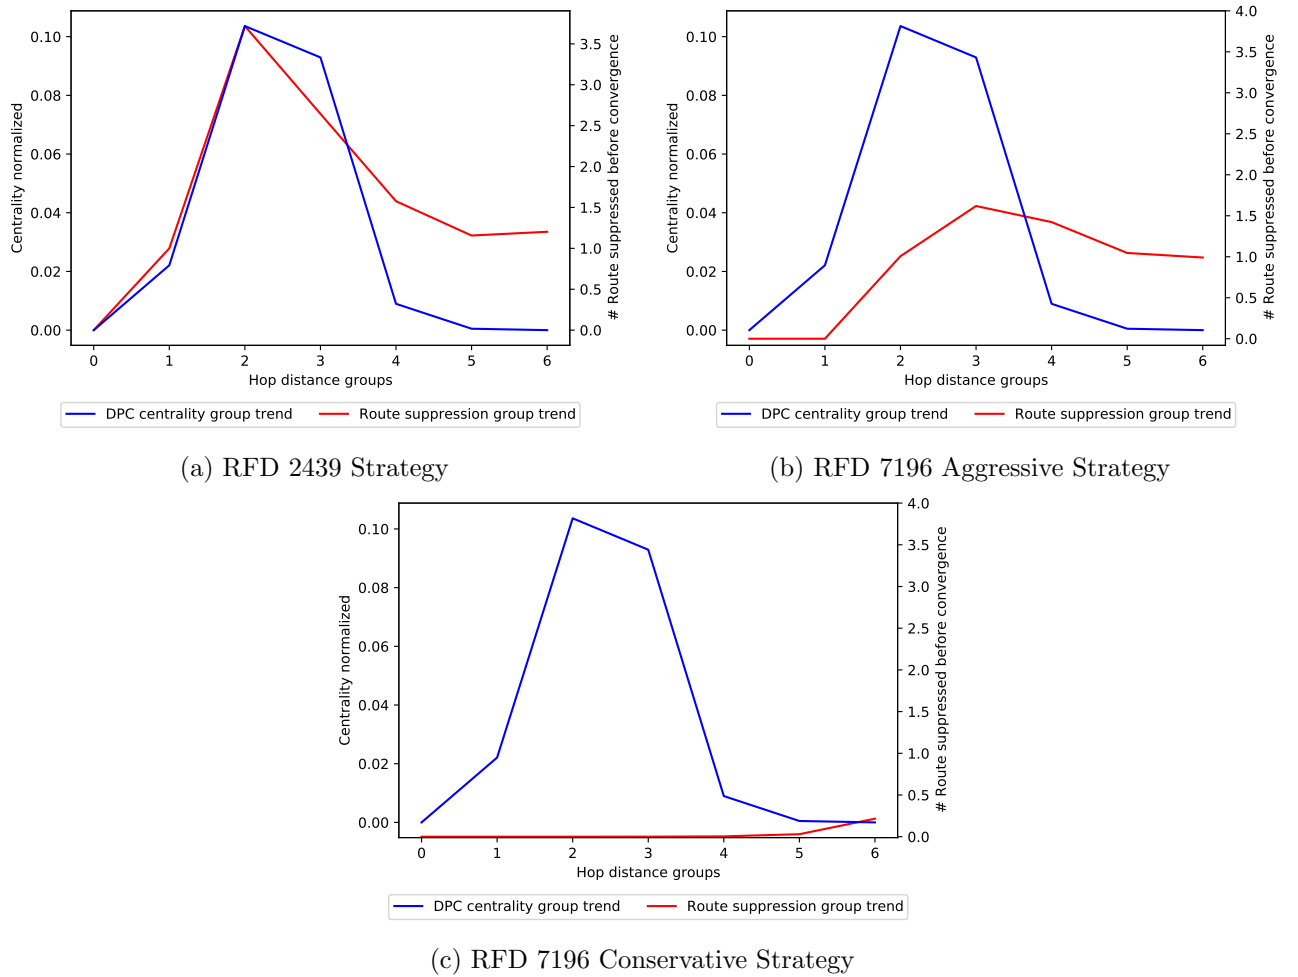 0.10
0.08
0.06
0.04
0.02
0.00
Centrality normalized
3.5
3.0
2.5
2.0
1.5
1.0
0.5
0.0
# Route suppressed before convergence
0 1 2 3 4 5 6
Hop distance groups
DPC centrality group trend Route suppression group trend
(a) RFD 2439 Strategy
0.10
0.08
0.06
0.04
0.02
0.00
Centrality normalized
4.0
3.5
3.0
2.5
2.0
1.5
1.0
0.5
0.0
# Route suppressed before convergence
0 1 2 3 4 5 6
Hop distance groups
DPC centrality group trend Route suppression group trend
(b) RFD 7196 Aggressive Strategy
0.10
0.08
0.06
0.04
0.02
0.00
Centrality normalized
4.0
3.5
3.0
2.5
2.0
1.5
1.0
0.5
0.0
# Route suppressed before convergence
0 1 2 3 4 5 6
Hop distance groups
DPC centrality group trend Route suppression group trend
(c) RFD 7196 Conservative Strategy